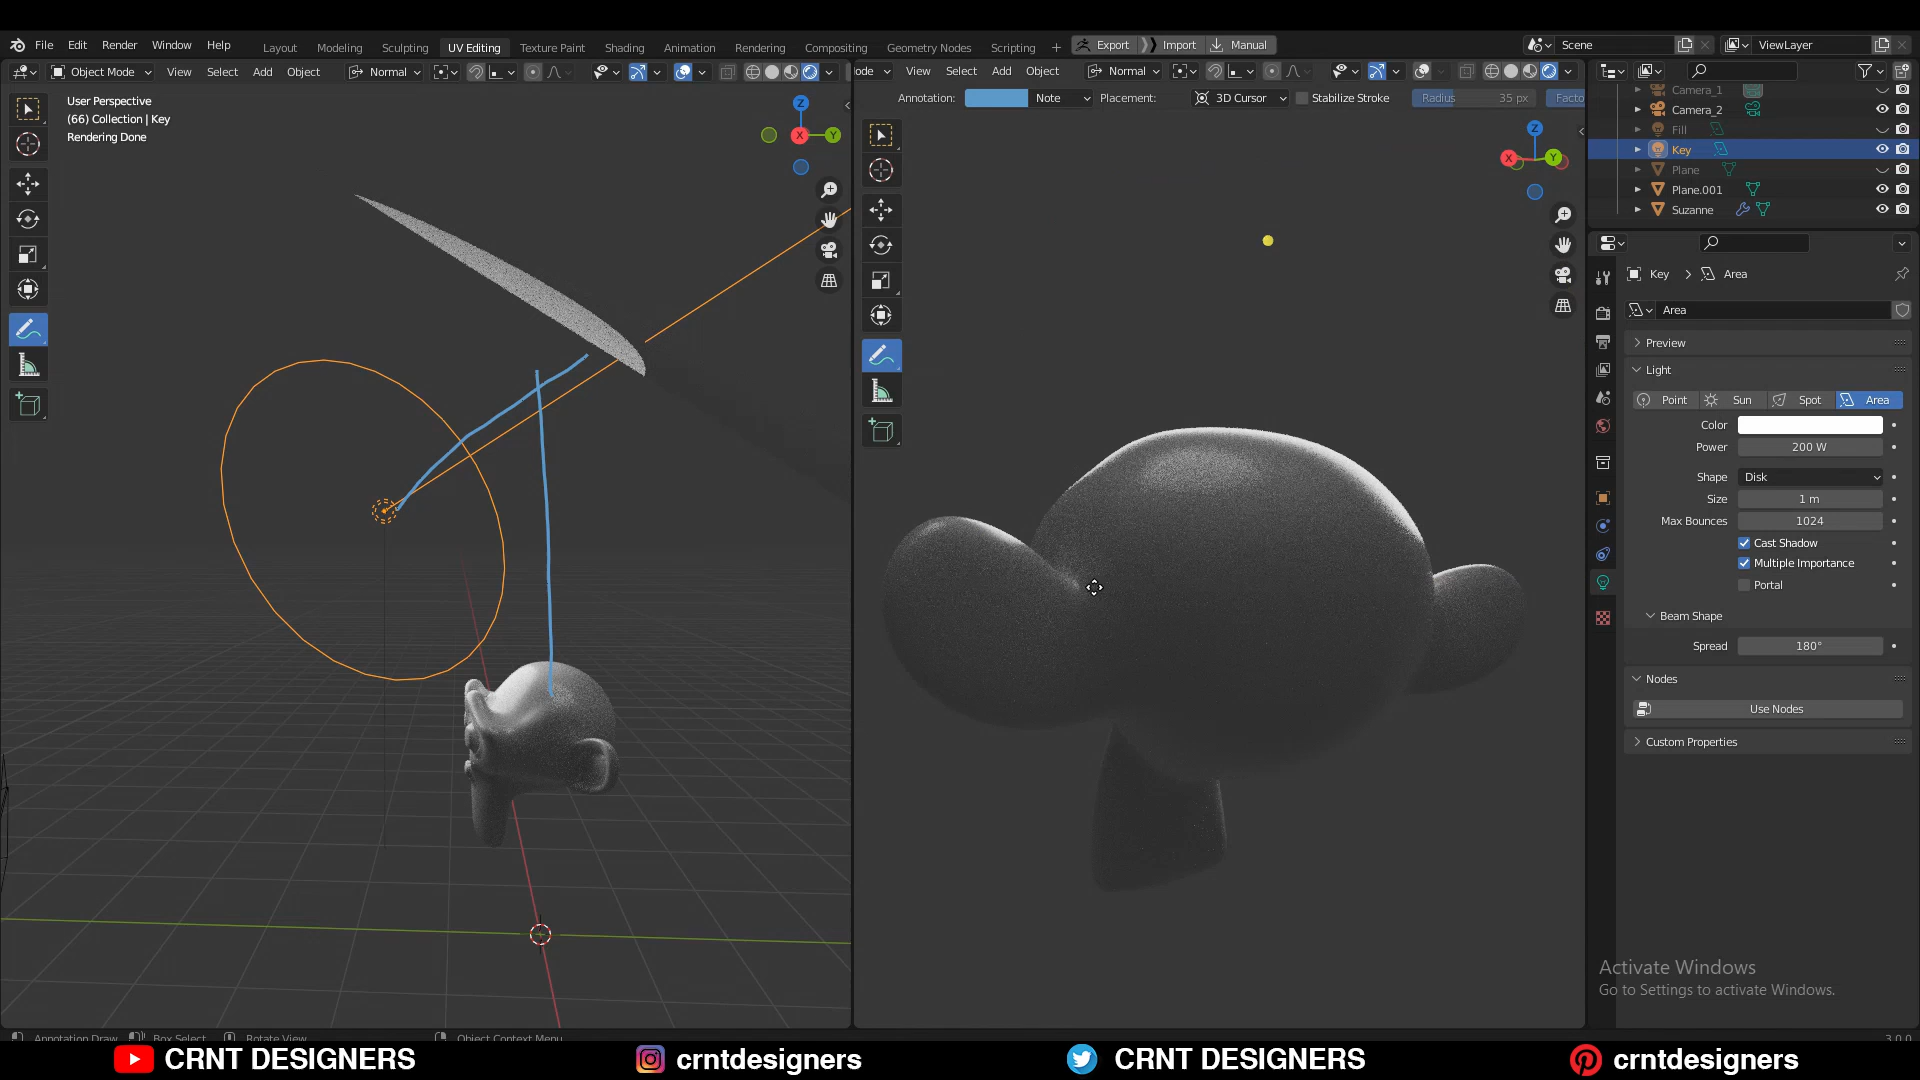 File Edit Render Window Help Layout Modeling Sculpting UV Editing Texture Paint Shading Animation Rendering Compositing Geometry Nodes Scripting + Export Import Manual Scene ViewLayer
Object Mode View Select Add Object Normal
ode View Select Add Object Normal
Annotation: Note Placement: 3D Cursor Stabilize Stroke Radius 35 px Facto
User Perspective
(66) Collection | Key
Rendering Done
Z
X
Y
Z
X
Y
Camera_1
Camera_2
Fill
Key
Plane
Plane.001
Suzanne
Key > Area
Area
Preview
Light
Point Sun Spot Area
Color
Power 200 W
Shape Disk
Size 1 m
Max Bounces 1024
Cast Shadow
Multiple Importance
Portal
Beam Shape
Spread 180°
Nodes
Use Nodes
Custom Properties
Activate Windows
Go to Settings to activate Windows.
Annotation Draw Box Select Rotate View Object Context Menu 3.0.0
CRNT DESIGNERS crntdesigners CRNT DESIGNERS crntdesigners